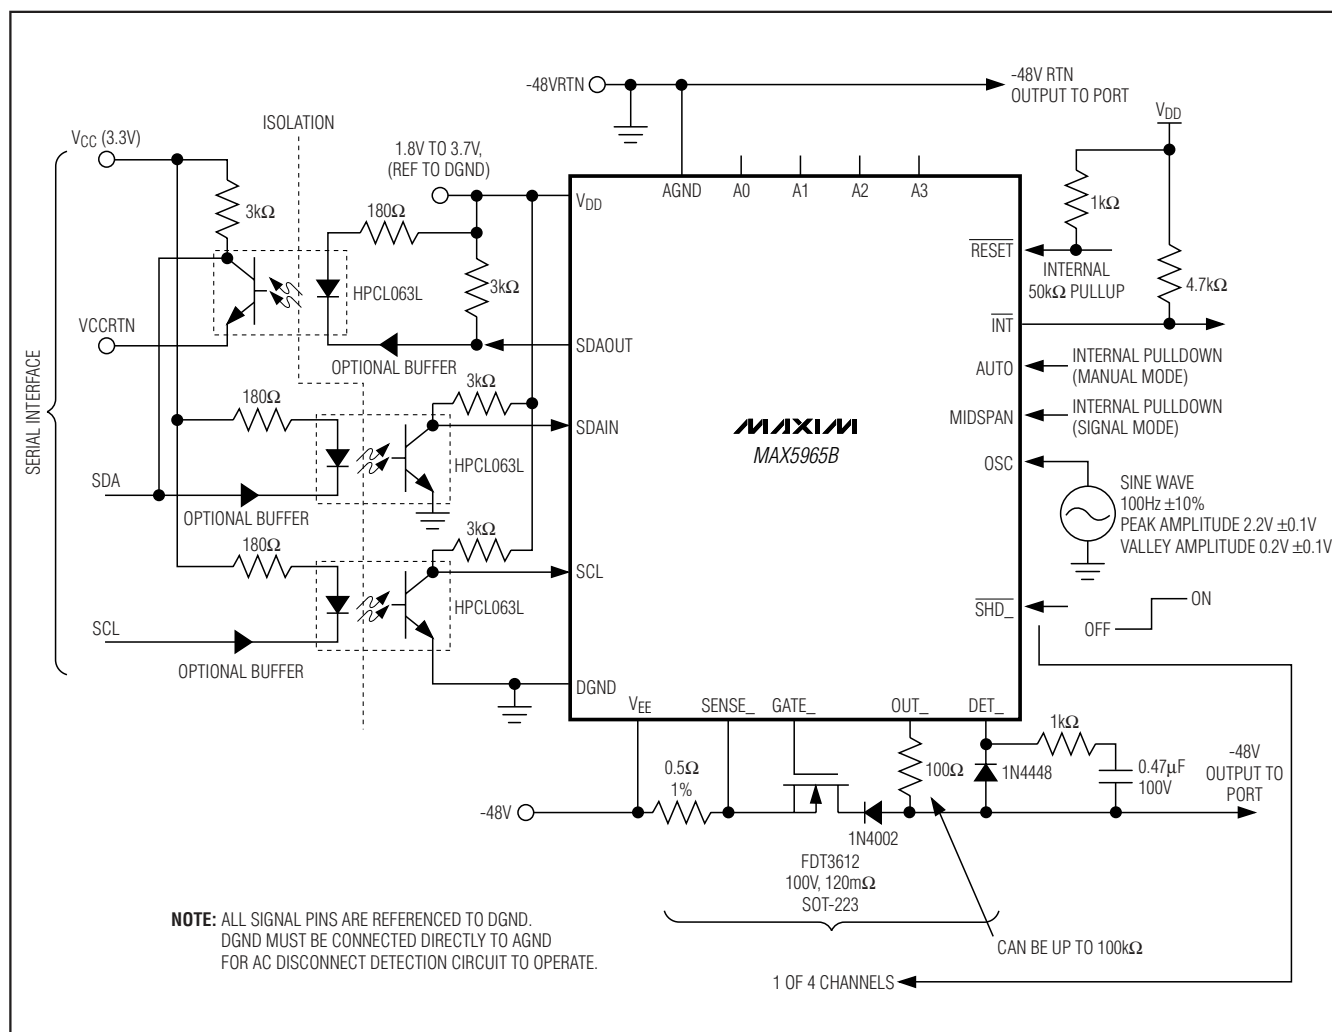 -48VRTN
-48V RTN
OUTPUT TO PORT
ISOLATION
VCC (3.3V)
1.8V TO 3.7V,
(REF TO DGND)
VDD
3kΩ
180Ω
VDD
AGND
A0
A1
A2
A3
1kΩ
RESET
INTERNAL
50kΩ PULLUP
4.7kΩ
HPCL063L
3kΩ
VCCRTN
SDAOUT
OPTIONAL BUFFER
INT
AUTO
INTERNAL PULLDOWN
(MANUAL MODE)
SERIAL INTERFACE
180Ω
3kΩ
SDAIN
HPCL063L
MAXIM
MAX5965B
MIDSPAN
INTERNAL PULLDOWN
(SIGNAL MODE)
OSC
SDA
OPTIONAL BUFFER
SINE WAVE
100Hz ±10%
PEAK AMPLITUDE 2.2V ±0.1V
VALLEY AMPLITUDE 0.2V ±0.1V
180Ω
3kΩ
SCL
HPCL063L
SHD_
ON
OFF
SCL
OPTIONAL BUFFER
DGND
VEE
SENSE_
GATE_
OUT_
DET_
1kΩ
0.5Ω
1%
100Ω
1N4448
0.47μF
100V
-48V
OUTPUT TO
PORT
-48V
1N4002
FDT3612
100V, 120mΩ
SOT-223
NOTE: ALL SIGNAL PINS ARE REFERENCED TO DGND.
DGND MUST BE CONNECTED DIRECTLY TO AGND
FOR AC DISCONNECT DETECTION CIRCUIT TO OPERATE.
CAN BE UP TO 100kΩ
1 OF 4 CHANNELS